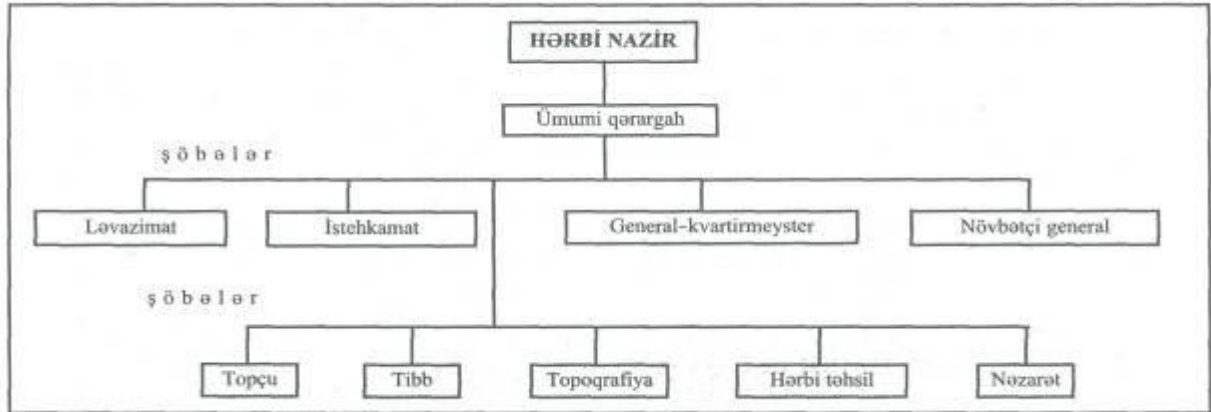 HƏRBİ NAZİR
Ümumi qərargah
şöbələr
Ləvazimat
İstehkamat
General-kvartirmeyster
Növbətçi general
şöbələr
Topçu
Tibb
Topoqrafiya
Hərbi təhsil
Nəzarət